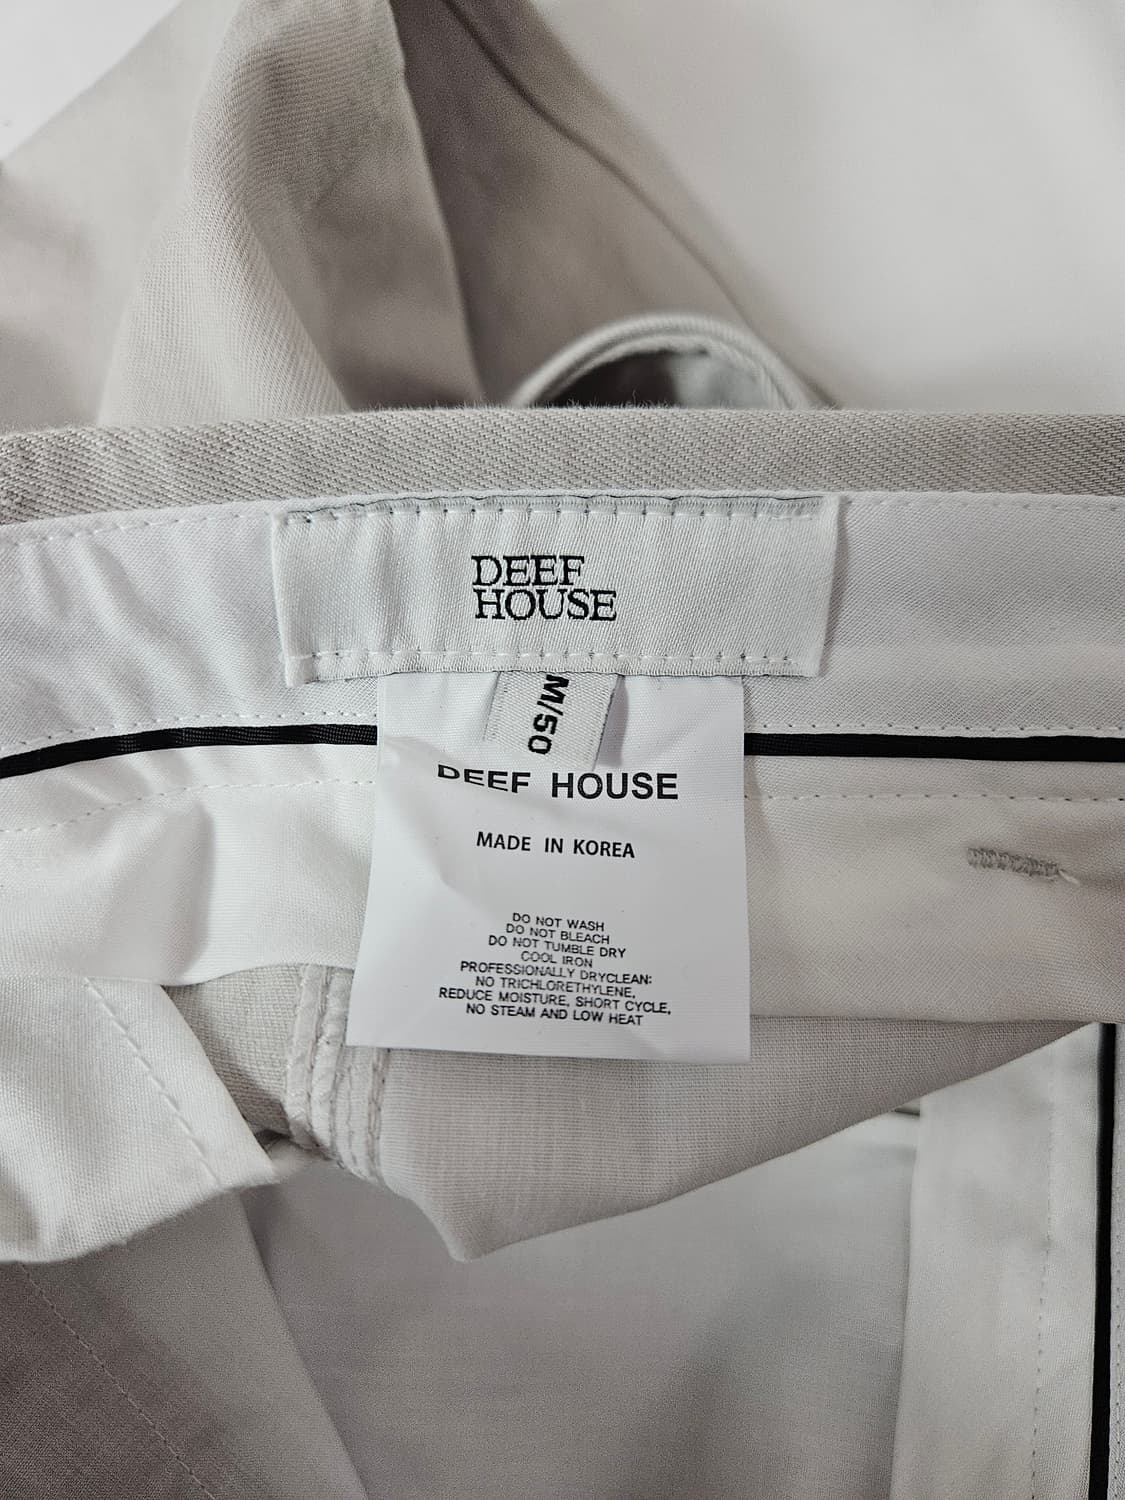 DEEF
HOUSE
M/50
DEEF HOUSE
MADE IN KOREA
DO NOT WASH
DO NOT BLEACH
DO NOT TUMBLE DRY
COOL IRON
PROFESSIONALLY DRYCLEAN:
NO TRICHLORETHYLENE,
REDUCE MOISTURE, SHORT CYCLE,
NO STEAM AND LOW HEAT